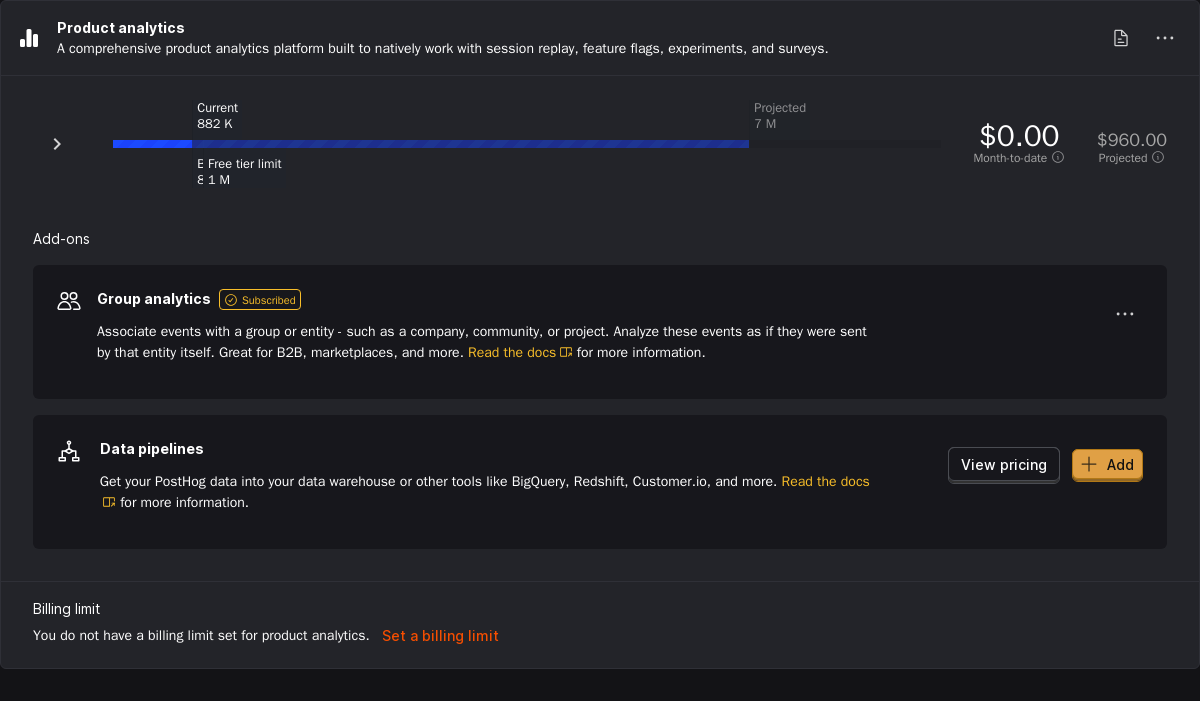 Product analytics
A comprehensive product analytics platform built to natively work with session replay, feature flags, experiments, and surveys.
Current
882 K
Projected
7 M
Free tier limit
1 M
$0.00
Month-to-date
$960.00
Projected
Add-ons
Group analytics Subscribed
Associate events with a group or entity - such as a company, community, or project. Analyze these events as if they were sent
by that entity itself. Great for B2B, marketplaces, and more. Read the docs for more information.
Data pipelines
Get your PostHog data into your data warehouse or other tools like BigQuery, Redshift, Customer.io, and more. Read the docs
for more information.
View pricing
Add
Billing limit
You do not have a billing limit set for product analytics. Set a billing limit